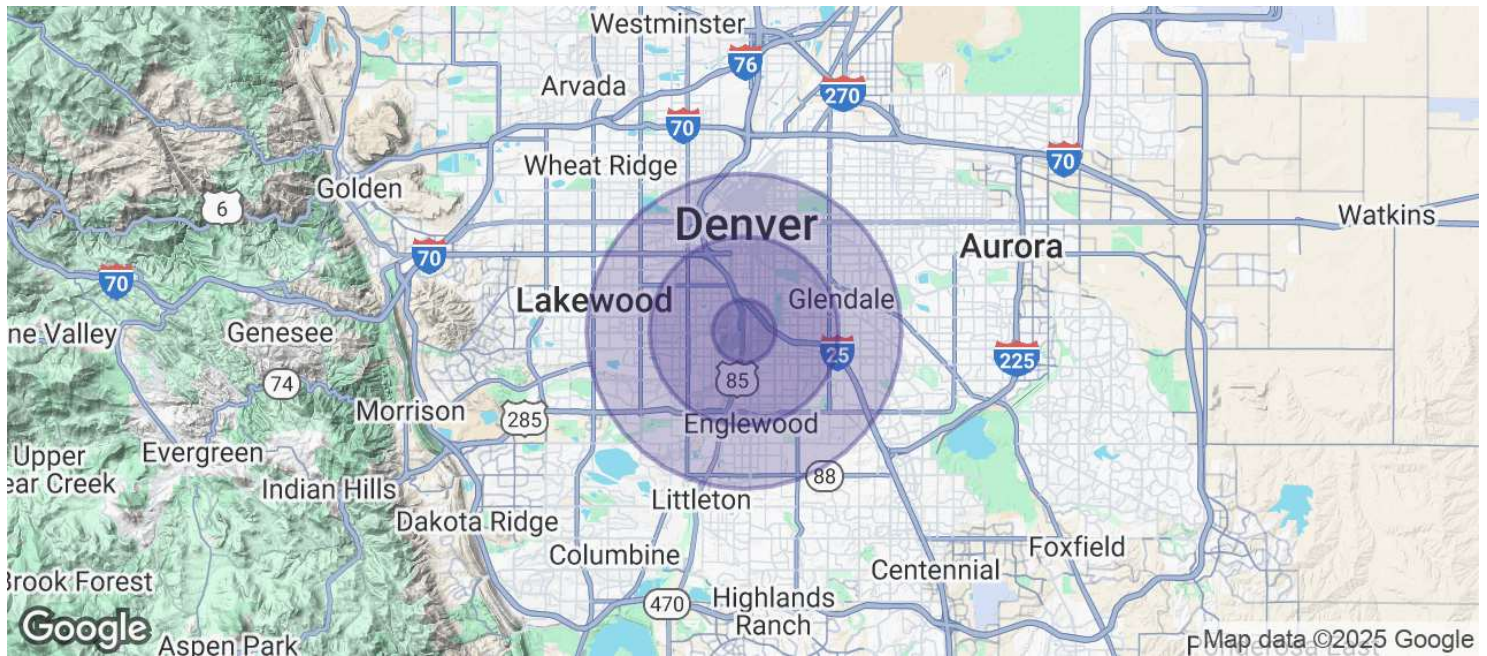 Westminster
76
Arvada
270
70
70
Wheat Ridge
Golden
6
Denver
Watkins
Aurora
70
70
Lakewood
Glendale
ne Valley
Genesee
25
225
74
85
Morrison
285
Englewood
Evergreen
Upper
ear Creek
88
Indian Hills
Littleton
Dakota Ridge
Foxfield
Columbine
Centennial
Brook Forest
470
Highlands
Ranch
Google
Aspen Park
Map data ©2025 Google